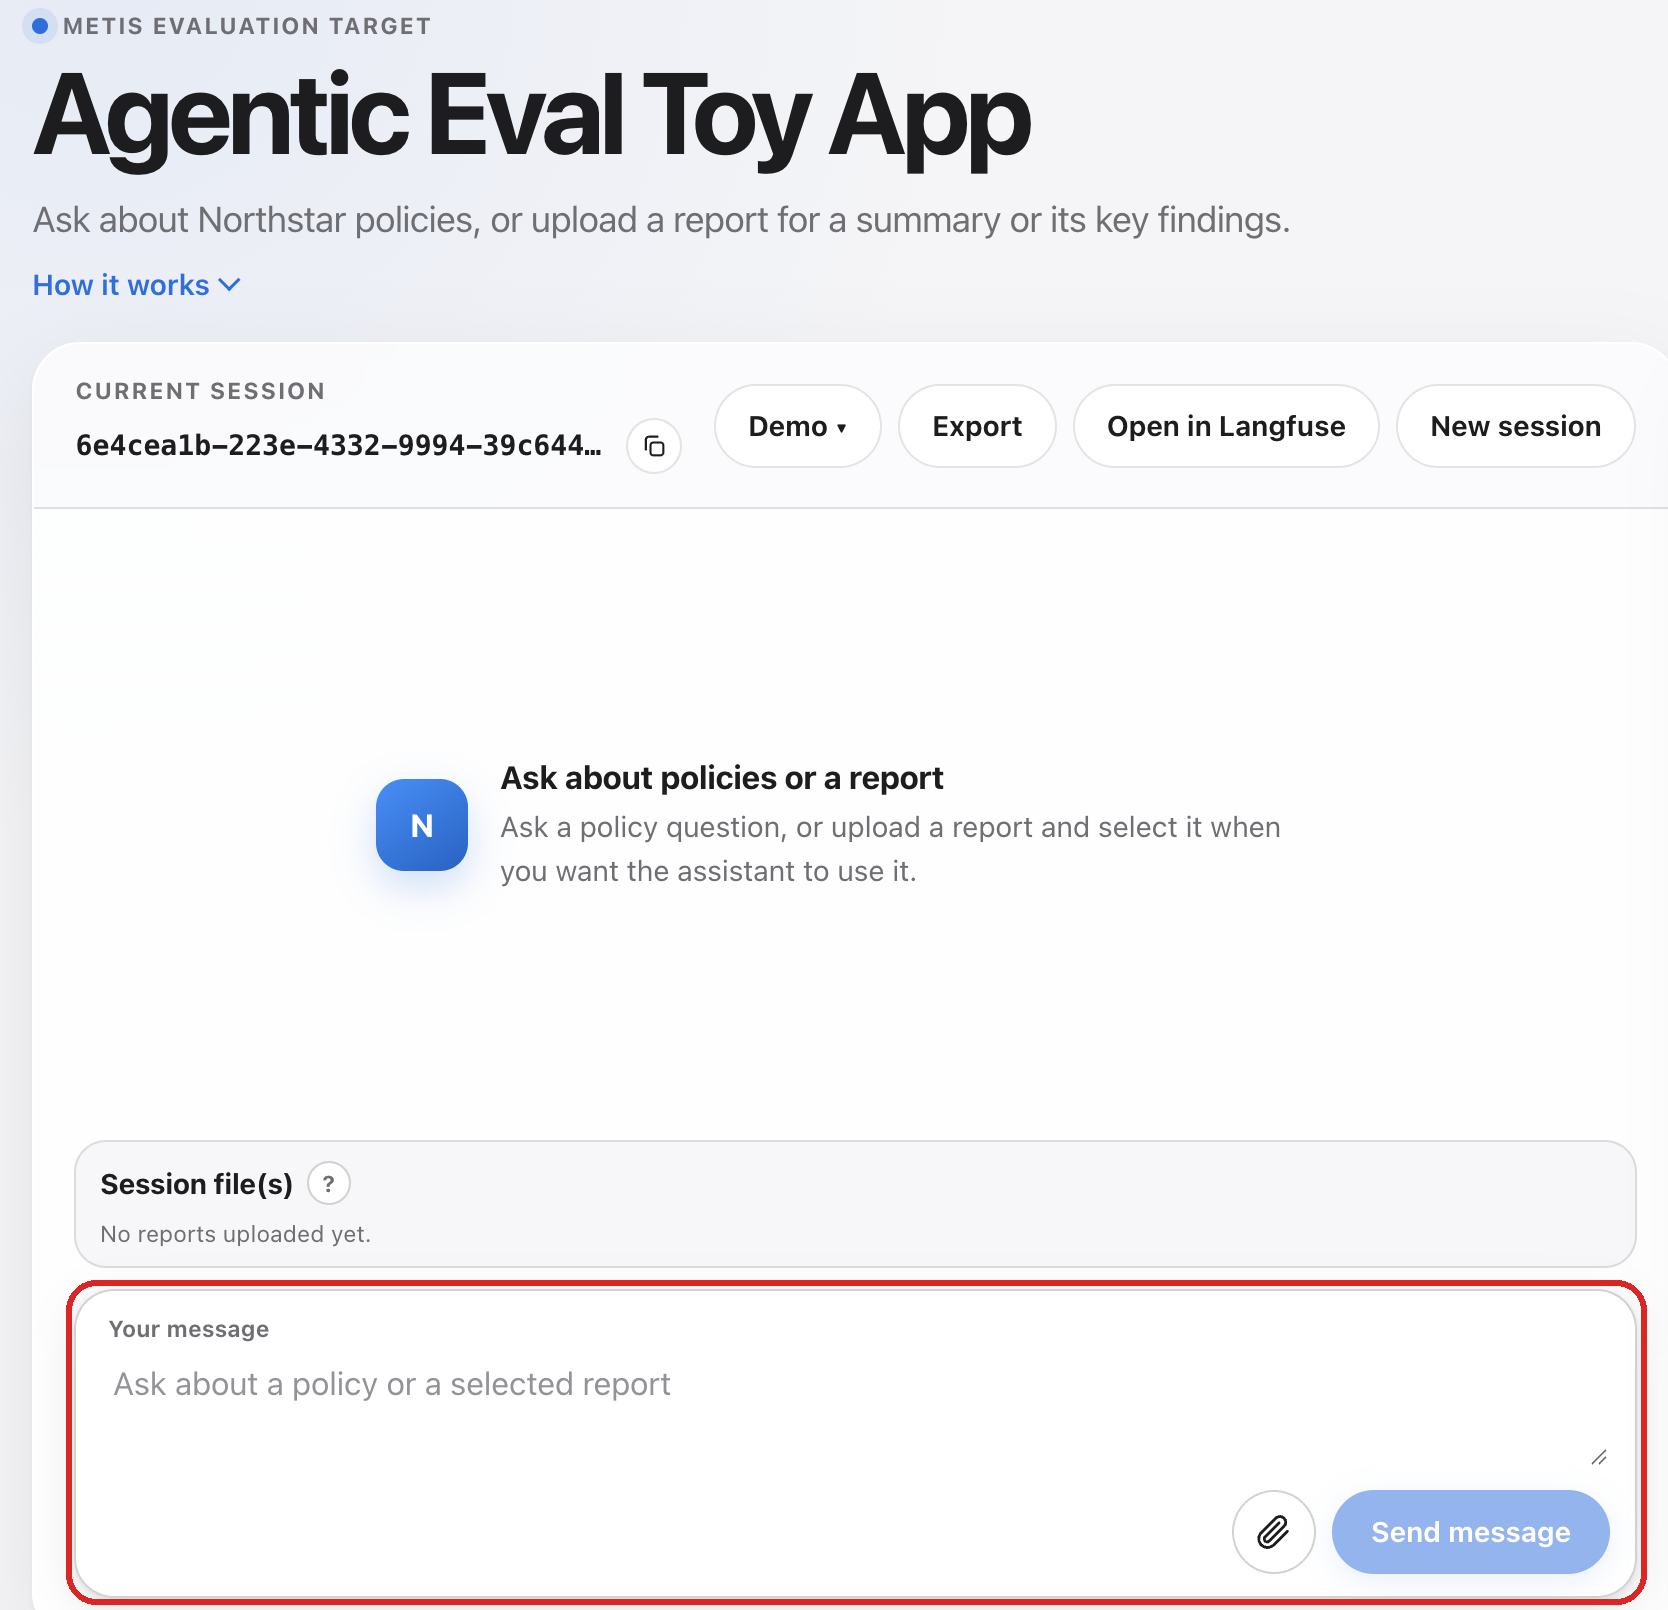 METIS EVALUATION TARGET
Agentic Eval Toy App
Ask about Northstar policies, or upload a report for a summary or its key findings.
How it works
CURRENT SESSION
6e4cea1b-223e-4332-9994-39c644…
Demo ▾
Export
Open in Langfuse
New session
N
Ask about policies or a report
Ask a policy question, or upload a report and select it when
you want the assistant to use it.
Session file(s) ?
No reports uploaded yet.
Your message
Ask about a policy or a selected report
Send message